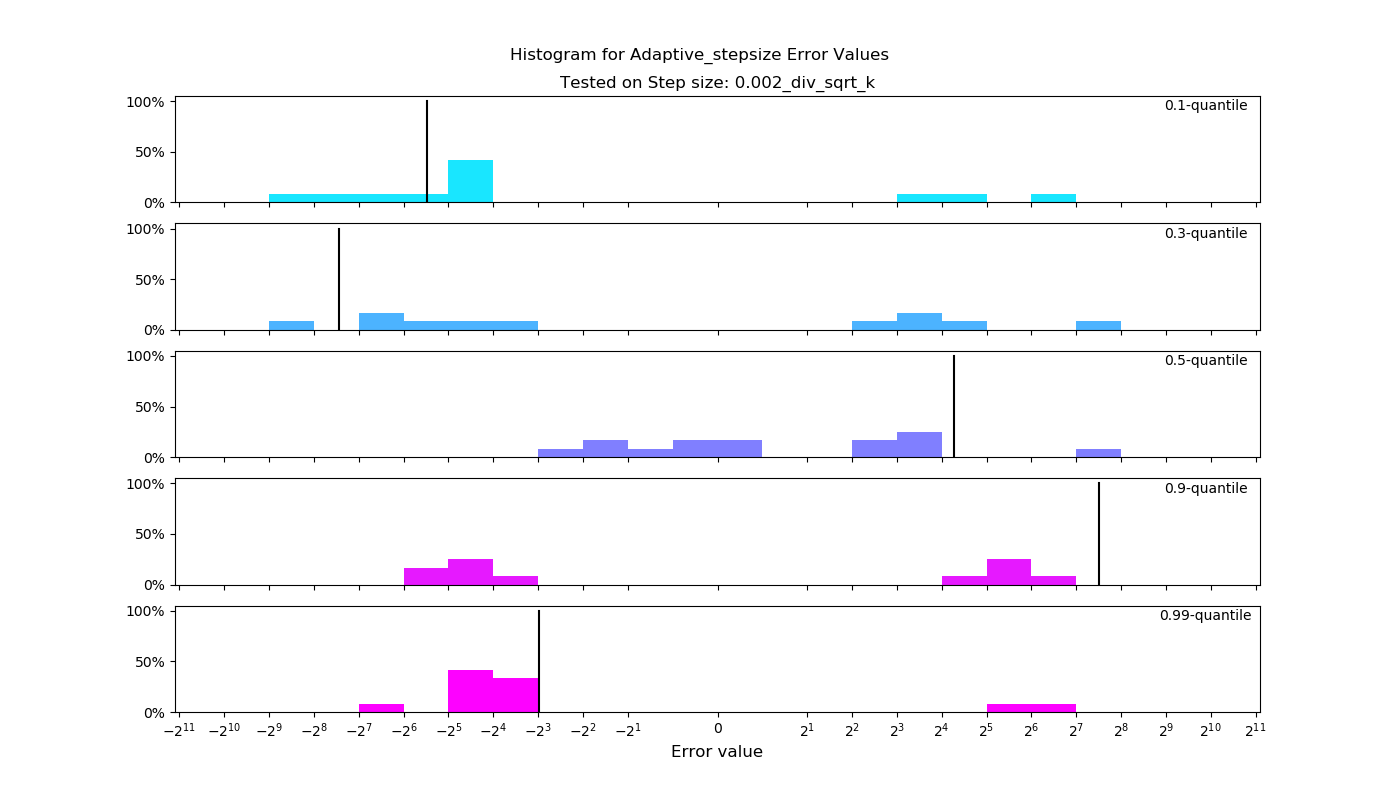 Histogram for Adaptive_stepsize Error Values
Tested on Step size: 0.002_div_sqrt_k
100%
50%
0%
0.1-quantile
100%
50%
0%
0.3-quantile
100%
50%
0%
0.5-quantile
100%
50%
0%
0.9-quantile
100%
50%
0%
0.99-quantile
−2¹¹ −2¹⁰ −2⁹ −2⁸ −2⁷ −2⁶ −2⁵ −2⁴ −2³ −2² −2¹ 0 2¹ 2² 2³ 2⁴ 2⁵ 2⁶ 2⁷ 2⁸ 2⁹ 2¹⁰ 2¹¹
Error value